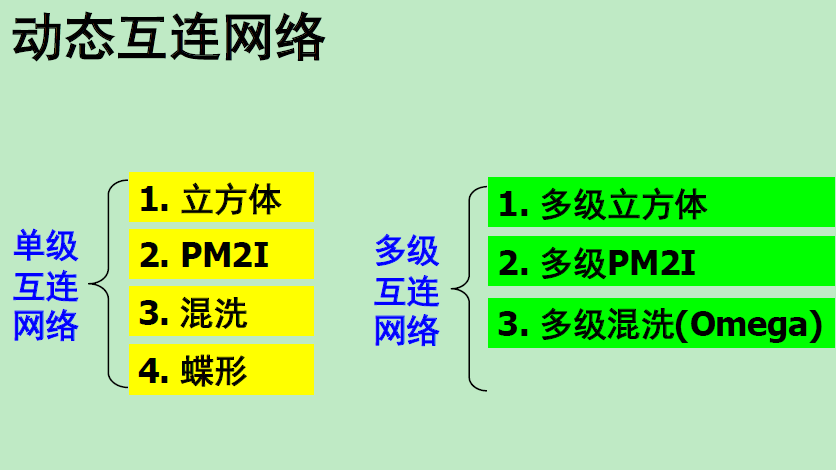 动态互连网络
单级
互连
网络
1. 立方体
2. PM2I
3. 混洗
4. 蝶形
多级
互连
网络
1. 多级立方体
2. 多级PM2I
3. 多级混洗(Omega)